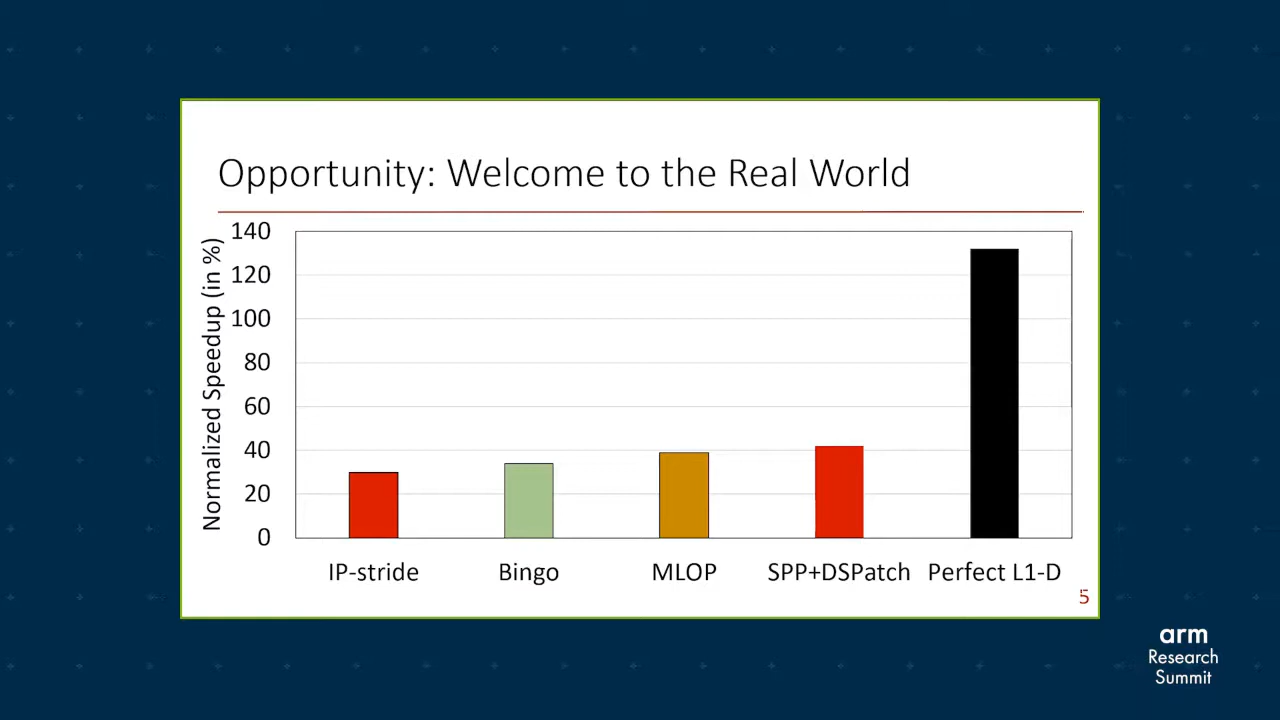 Opportunity: Welcome to the Real World
Normalized Speedup (in %)
140
120
100
80
60
40
20
0
IP-stride Bingo MLOP SPP+DSPatch Perfect L1-D
5
arm
Research
Summit